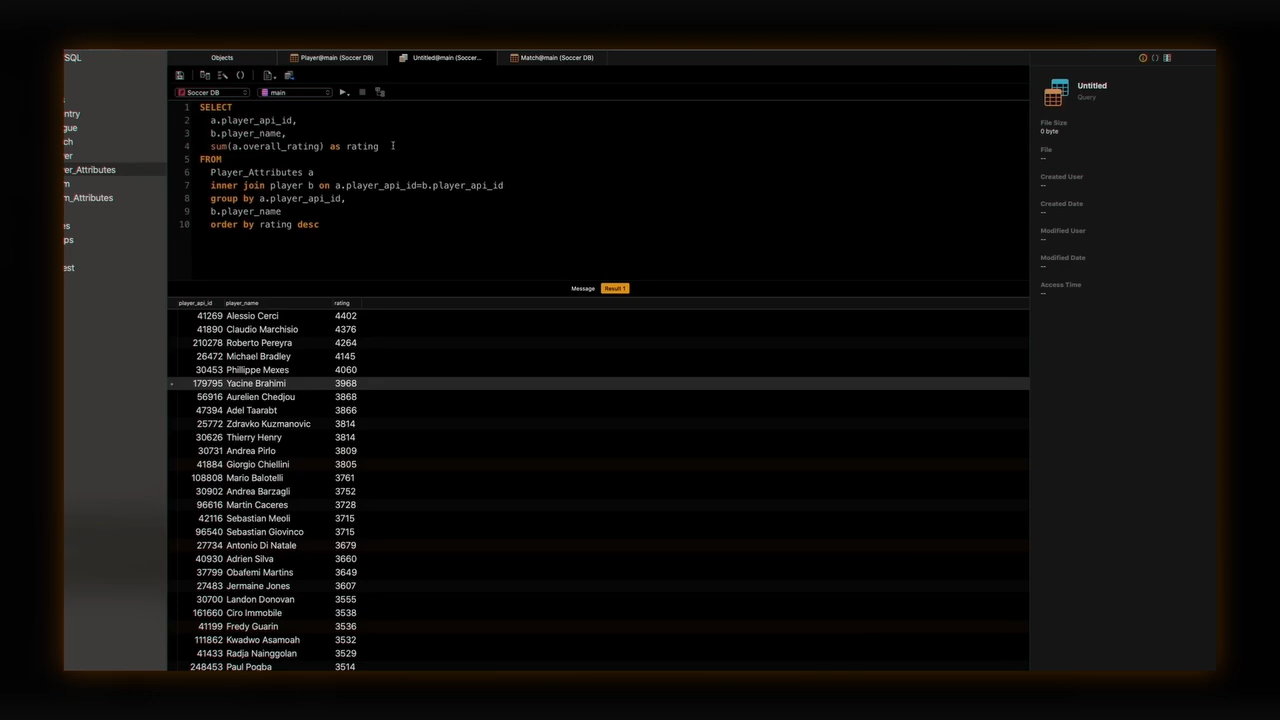 SQL
Objects
Player@main (Soccer DB)
Untitled@main (Soccer...
Match@main (Soccer DB)
Soccer DB
main
ntry
gue
ch
er
er_Attributes
m
m_Attributes
es
ps
est
1 SELECT
2 a.player_api_id,
3 b.player_name,
4 sum(a.overall_rating) as rating
5 FROM
6 Player_Attributes a
7 inner join player b on a.player_api_id=b.player_api_id
8 group by a.player_api_id,
9 b.player_name
10 order by rating desc
Message Result 1
player_api_id player_name rating
41269 Alessio Cerci 4402
41890 Claudio Marchisio 4376
210278 Roberto Pereyra 4264
26472 Michael Bradley 4145
30453 Phillippe Mexes 4060
179795 Yacine Brahimi 3968
56916 Aurelien Chedjou 3868
47394 Adel Taarabt 3866
25772 Zdravko Kuzmanovic 3814
30626 Thierry Henry 3814
30731 Andrea Pirlo 3809
41884 Giorgio Chiellini 3805
108808 Mario Balotelli 3761
30902 Andrea Barzagli 3752
96616 Martin Caceres 3728
42116 Sebastian Meoli 3715
96540 Sebastian Giovinco 3715
27734 Antonio Di Natale 3679
40930 Adrien Silva 3660
37799 Obafemi Martins 3649
27483 Jermaine Jones 3607
30700 Landon Donovan 3555
161660 Ciro Immobile 3538
41199 Fredy Guarin 3536
111862 Kwadwo Asamoah 3532
41433 Radja Nainggolan 3529
248453 Paul Pogba 3514
Untitled
Query
File Size
0 byte
File
--
Created User
--
Created Date
--
Modified User
--
Modified Date
--
Access Time
--